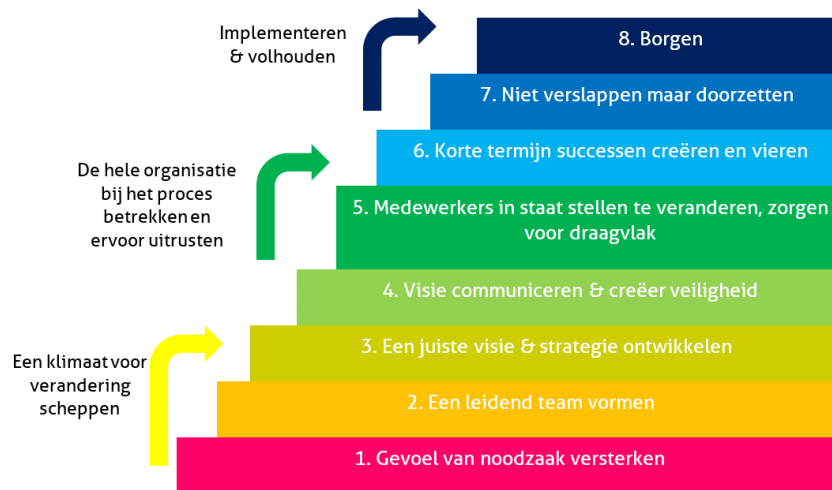 Implementeren
& volhouden
8. Borgen
7. Niet verslappen maar doorzetten
6. Korte termijn successen creëren en vieren
De hele organisatie
bij het proces
betrekken en
ervoor uitrusten
5. Medewerkers in staat stellen te veranderen, zorgen
voor draagvlak
4. Visie communiceren & creëer veiligheid
3. Een juiste visie & strategie ontwikkelen
Een klimaat voor
verandering
scheppen
2. Een leidend team vormen
1. Gevoel van noodzaak versterken